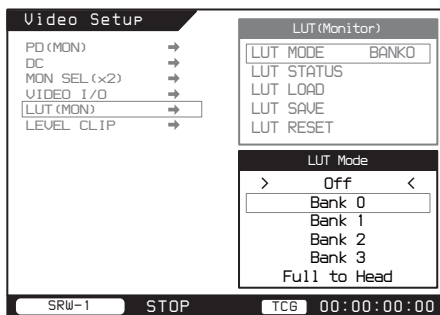 Video Setup
PD(MON) ➡
DC ➡
MON SEL(x2) ➡
VIDEO I/O ➡
LUT(MON) ➡
LEVEL CLIP ➡
LUT(Monitor)
LUT MODE BANK0
LUT STATUS
LUT LOAD
LUT SAVE
LUT RESET
LUT Mode
> Off <
Bank 0
Bank 1
Bank 2
Bank 3
Full to Head
SRW-1 STOP TCG 00:00:00:00